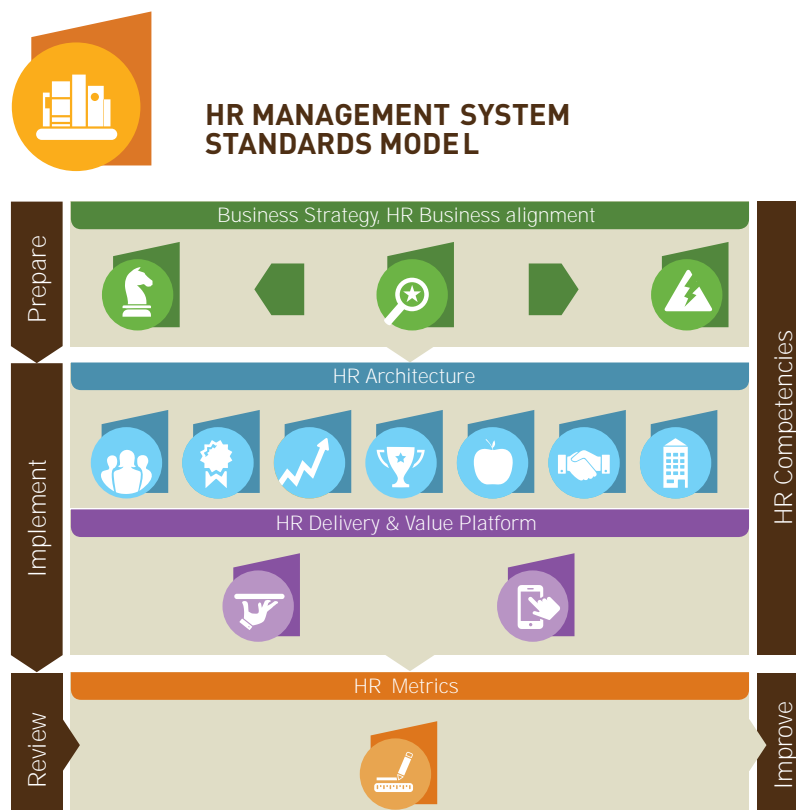 HR MANAGEMENT SYSTEM
STANDARDS MODEL
Prepare
Business Strategy, HR Business alignment
HR Competencies
Implement
HR Architecture
HR Delivery & Value Platform
Review
HR Metrics
Improve